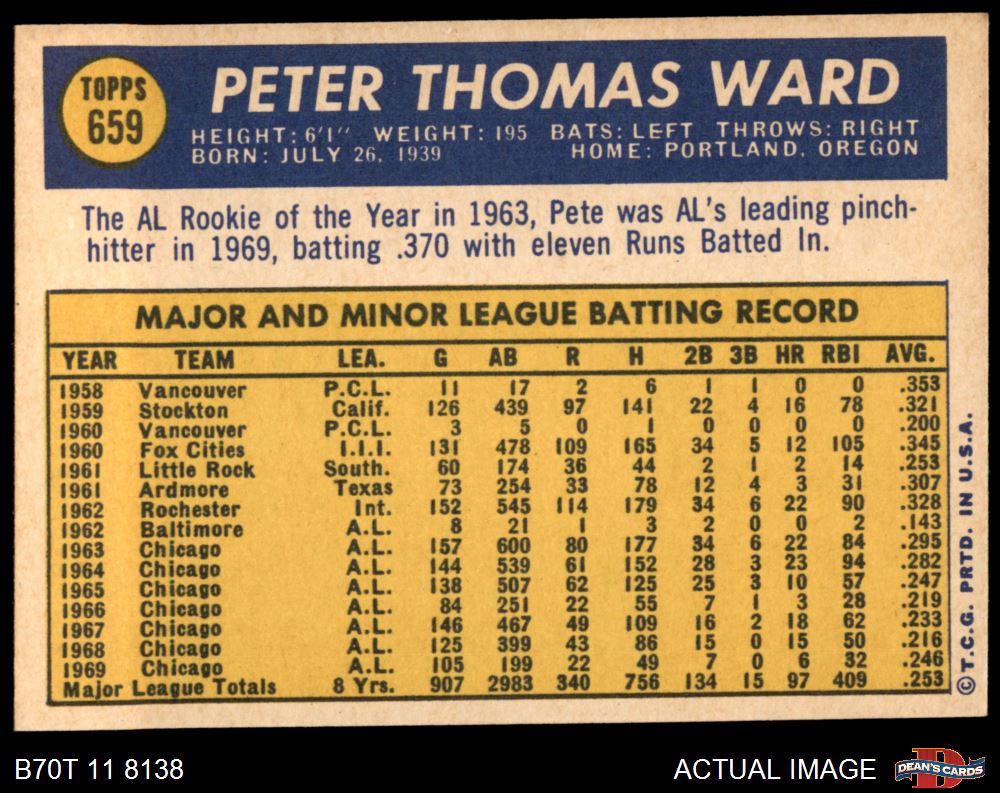 TOPPS
659
PETER THOMAS WARD
HEIGHT: 6'1" WEIGHT: 195 BATS: LEFT THROWS: RIGHT
BORN: JULY 26, 1939 HOME: PORTLAND, OREGON
The AL Rookie of the Year in 1963, Pete was AL's leading pinch-
hitter in 1969, batting .370 with eleven Runs Batted In.
MAJOR AND MINOR LEAGUE BATTING RECORD
YEAR TEAM LEA. G AB R H 2B 3B HR RBI AVG.
1958 Vancouver P.C.L. 11 17 2 6 1 1 0 0 .353
1959 Stockton Calif. 126 439 97 141 22 4 16 78 .321
1960 Vancouver P.C.L. 3 5 0 1 0 0 0 0 .200
1960 Fox Cities I.I.I. 131 478 109 165 34 5 12 105 .345
1961 Little Rock South. 60 174 36 44 2 1 2 14 .253
1961 Ardmore Texas 73 254 33 78 12 4 3 31 .307
1962 Rochester Int. 152 545 114 179 34 6 22 90 .328
1962 Baltimore A.L. 8 21 1 3 2 0 0 2 .143
1963 Chicago A.L. 157 600 80 177 34 6 22 84 .295
1964 Chicago A.L. 144 539 61 152 28 3 23 94 .282
1965 Chicago A.L. 138 507 62 125 25 3 10 57 .247
1966 Chicago A.L. 84 251 22 55 7 1 3 28 .219
1967 Chicago A.L. 146 467 49 109 16 2 18 62 .233
1968 Chicago A.L. 125 399 43 86 15 0 15 50 .216
1969 Chicago A.L. 105 199 22 49 7 0 6 32 .246
Major League Totals 8 Yrs. 907 2983 340 756 134 15 97 409 .253
© T.C.G. PRTD. IN U.S.A.
B70T 11 8138
ACTUAL IMAGE
D
DEAN'S CARDS